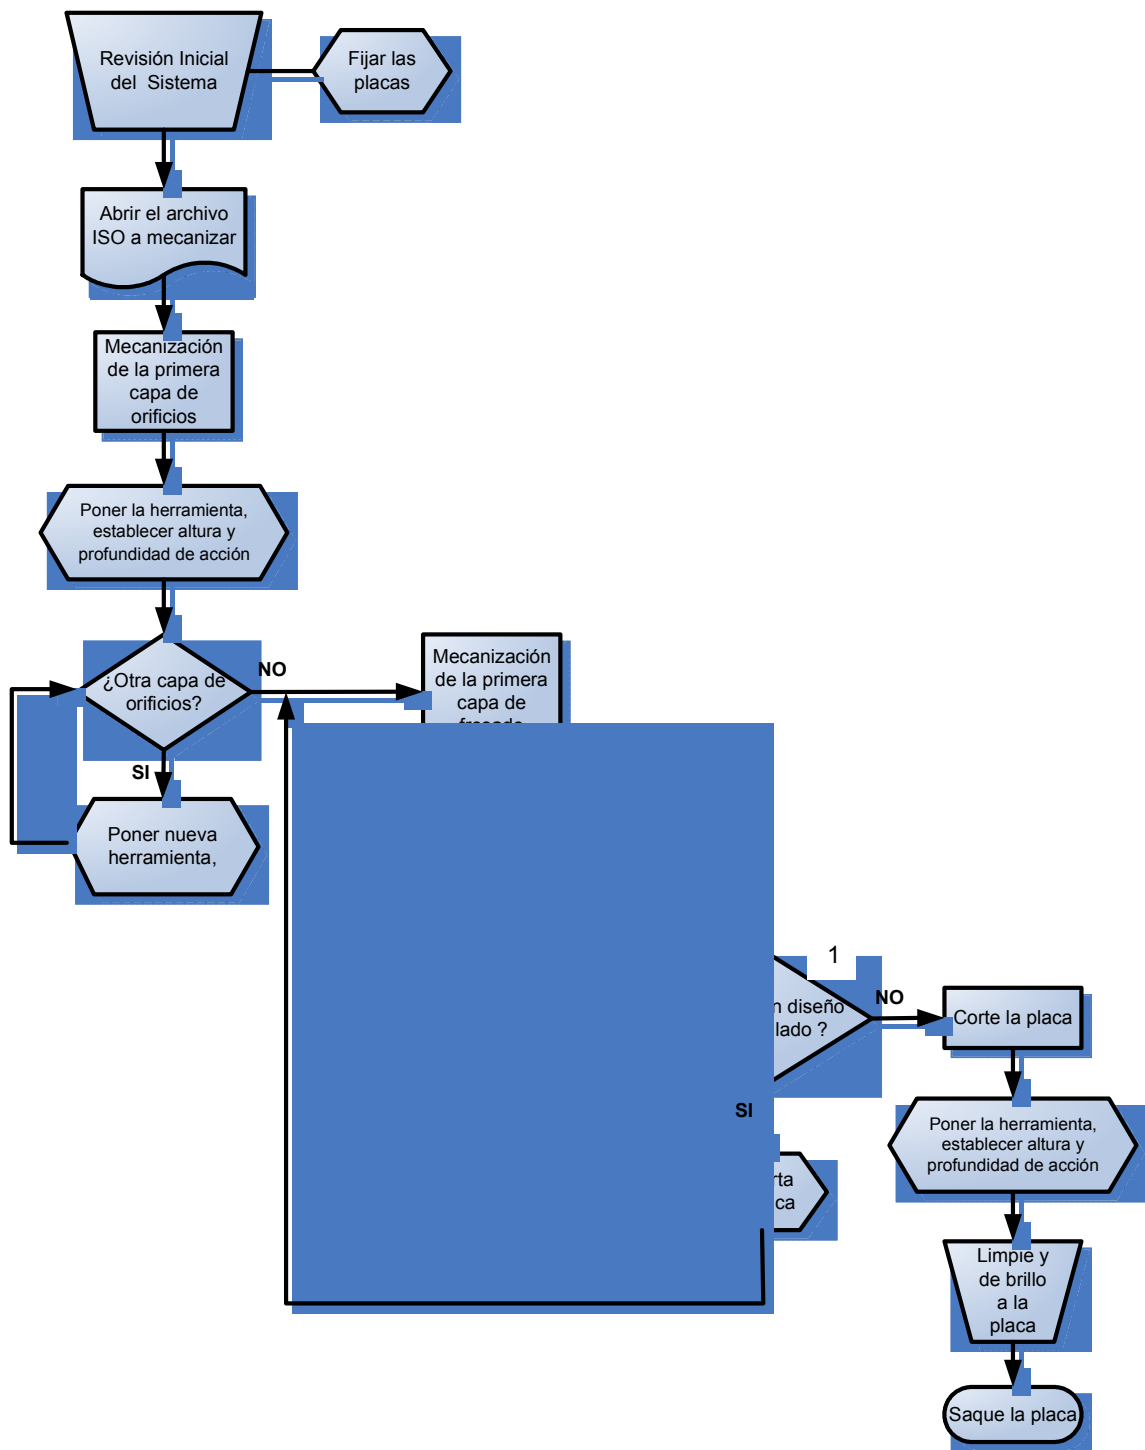 Revisión Inicial
del Sistema
Fijar las
placas
Abrir el archivo
ISO a mecanizar
Mecanización
de la primera
capa de
orificios
Poner la herramienta,
establecer altura y
profundidad de acción
¿Otra capa de
orificios?
NO
SI
Poner nueva
herramienta,
Mecanización
de la primera
capa de
1
diseño
lado ?
NO
SI
Corte la placa
Poner la herramienta,
establecer altura y
profundidad de acción
Limpie y
de brillo
a la
placa
Saque la placa